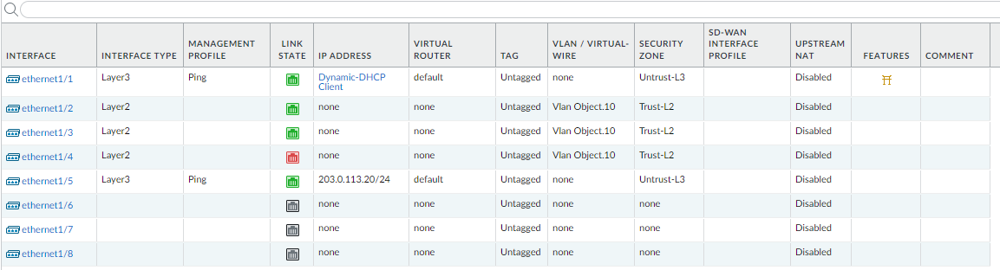 INTERFACE INTERFACE TYPE MANAGEMENT PROFILE LINK STATE IP ADDRESS VIRTUAL ROUTER TAG VLAN / VIRTUAL-WIRE SECURITY ZONE SD-WAN INTERFACE PROFILE UPSTREAM NAT FEATURES COMMENT
ethernet1/1 Layer3 Ping Dynamic-DHCP Client default Untagged none Untrust-L3 Disabled
ethernet1/2 Layer2 none none Untagged Vlan Object.10 Trust-L2 Disabled
ethernet1/3 Layer2 none none Untagged Vlan Object.10 Trust-L2 Disabled
ethernet1/4 Layer2 none none Untagged Vlan Object.10 Trust-L2 Disabled
ethernet1/5 Layer3 Ping 203.0.113.20/24 default Untagged none Untrust-L3 Disabled
ethernet1/6 none none Untagged none none Disabled
ethernet1/7 none none Untagged none none Disabled
ethernet1/8 none none Untagged none none Disabled